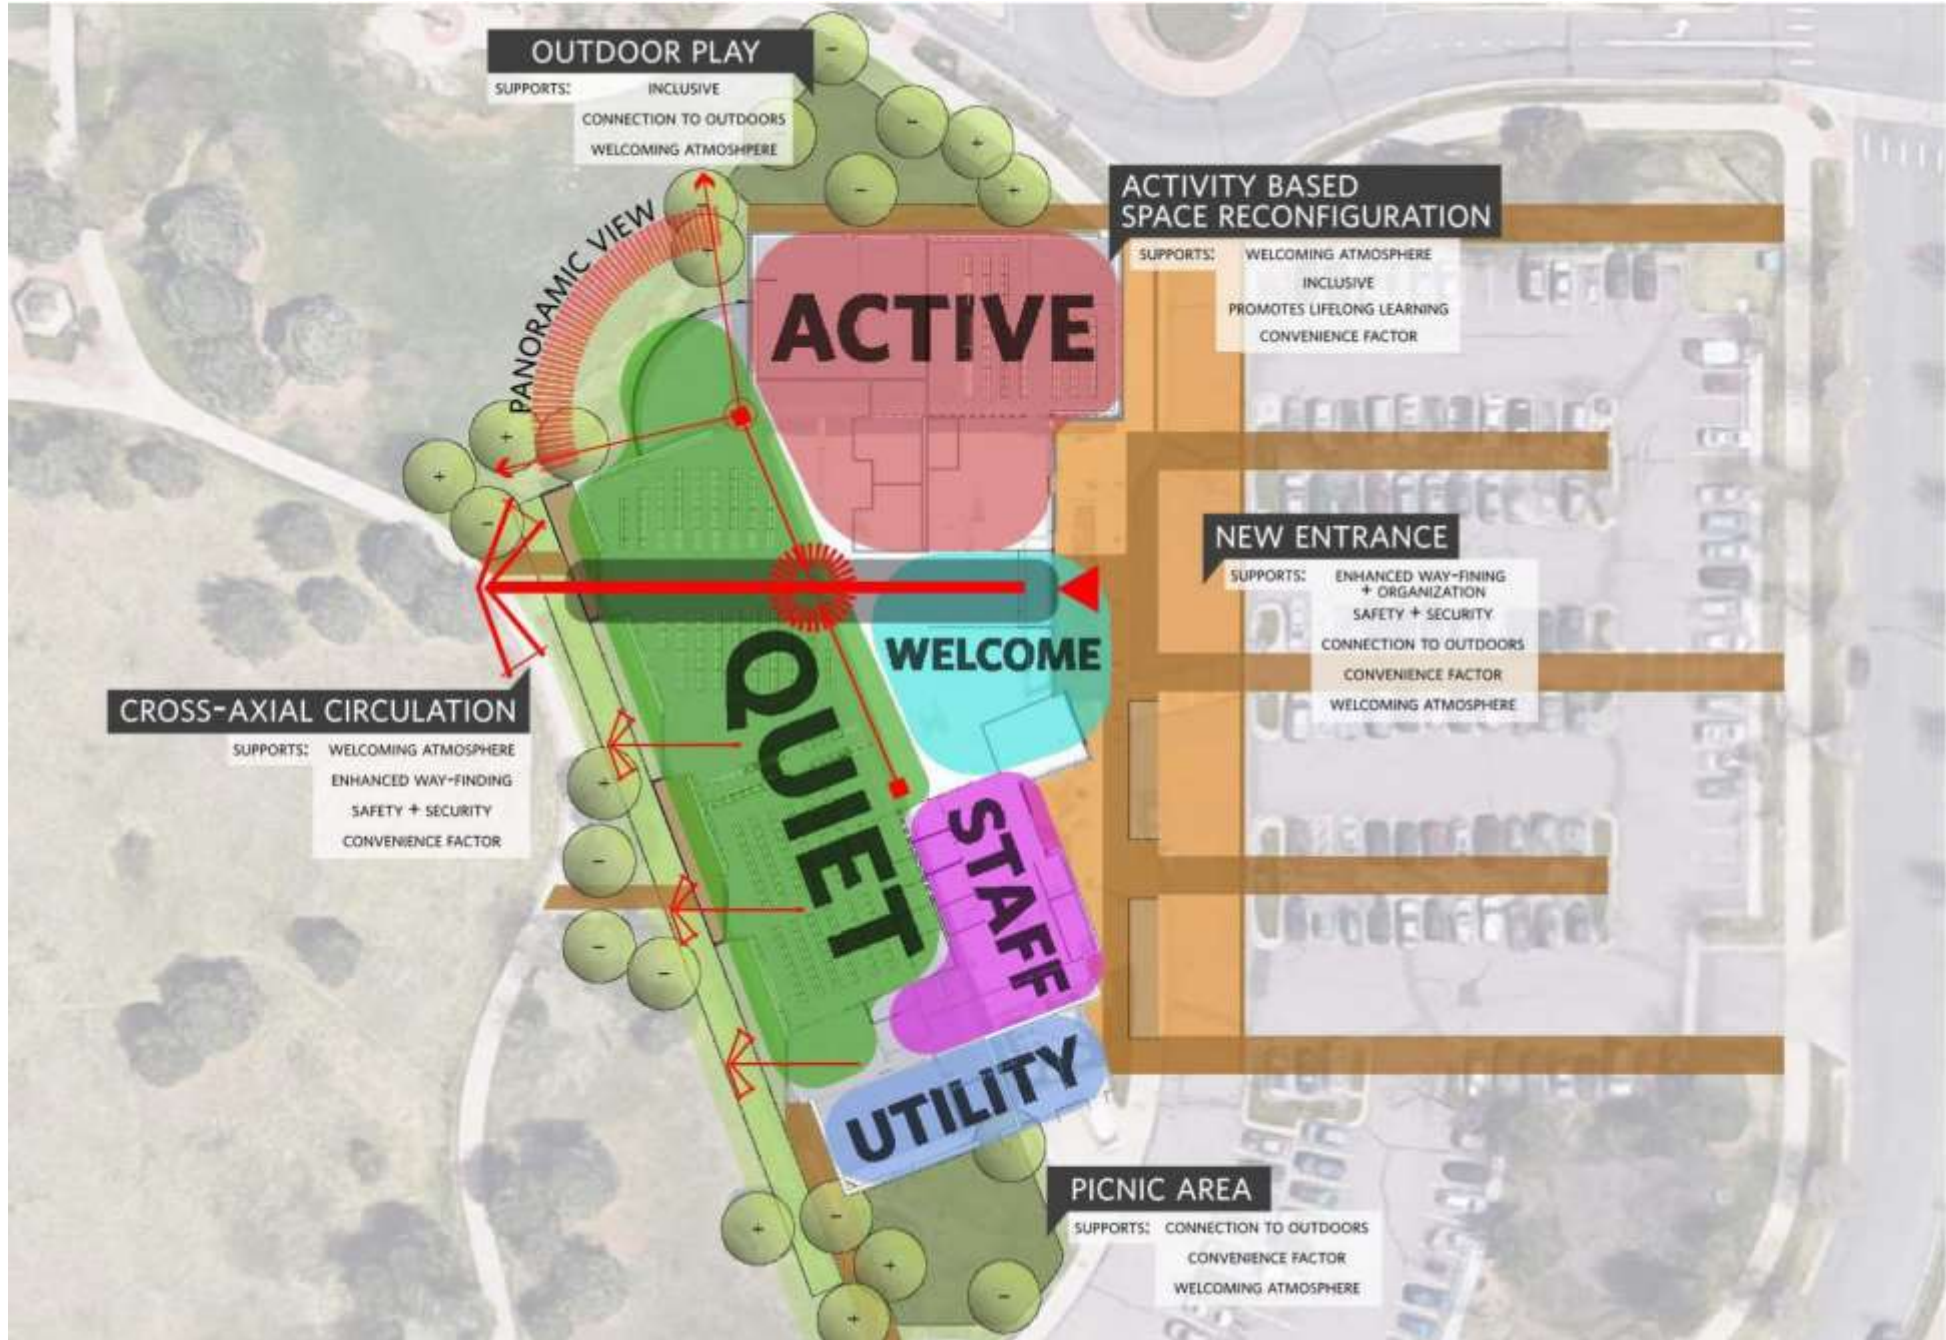 OUTDOOR PLAY
SUPPORTS: INCLUSIVE
CONNECTION TO OUTDOORS
WELCOMING ATMOSHPERE
PANORAMIC VIEW
ACTIVITY BASED
SPACE RECONFIGURATION
SUPPORTS: WELCOMING ATMOSPHERE
INCLUSIVE
PROMOTES LIFELONG LEARNING
CONVENIENCE FACTOR
ACTIVE
NEW ENTRANCE
SUPPORTS: ENHANCED WAY-FINING
+ ORGANIZATION
SAFETY + SECURITY
CONNECTION TO OUTDOORS
CONVENIENCE FACTOR
WELCOMING ATMOSPHERE
WELCOME
QUIET
CROSS-AXIAL CIRCULATION
SUPPORTS: WELCOMING ATMOSPHERE
ENHANCED WAY-FINDING
SAFETY + SECURITY
CONVENIENCE FACTOR
STAFF
UTILITY
PICNIC AREA
SUPPORTS: CONNECTION TO OUTDOORS
CONVENIENCE FACTOR
WELCOMING ATMOSPHERE